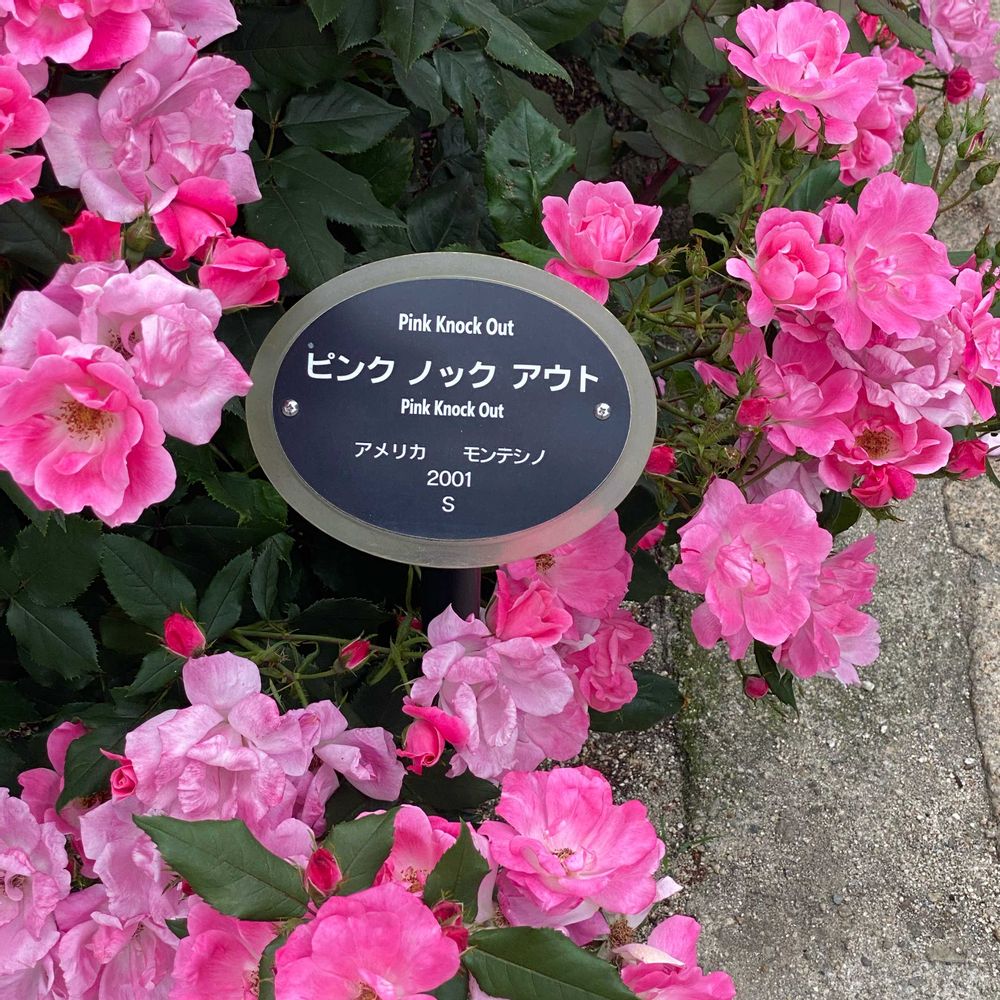 Pink Knock Out
ピンク ノック アウト
Pink Knock Out
アメリカ モンテシノ
2001
S